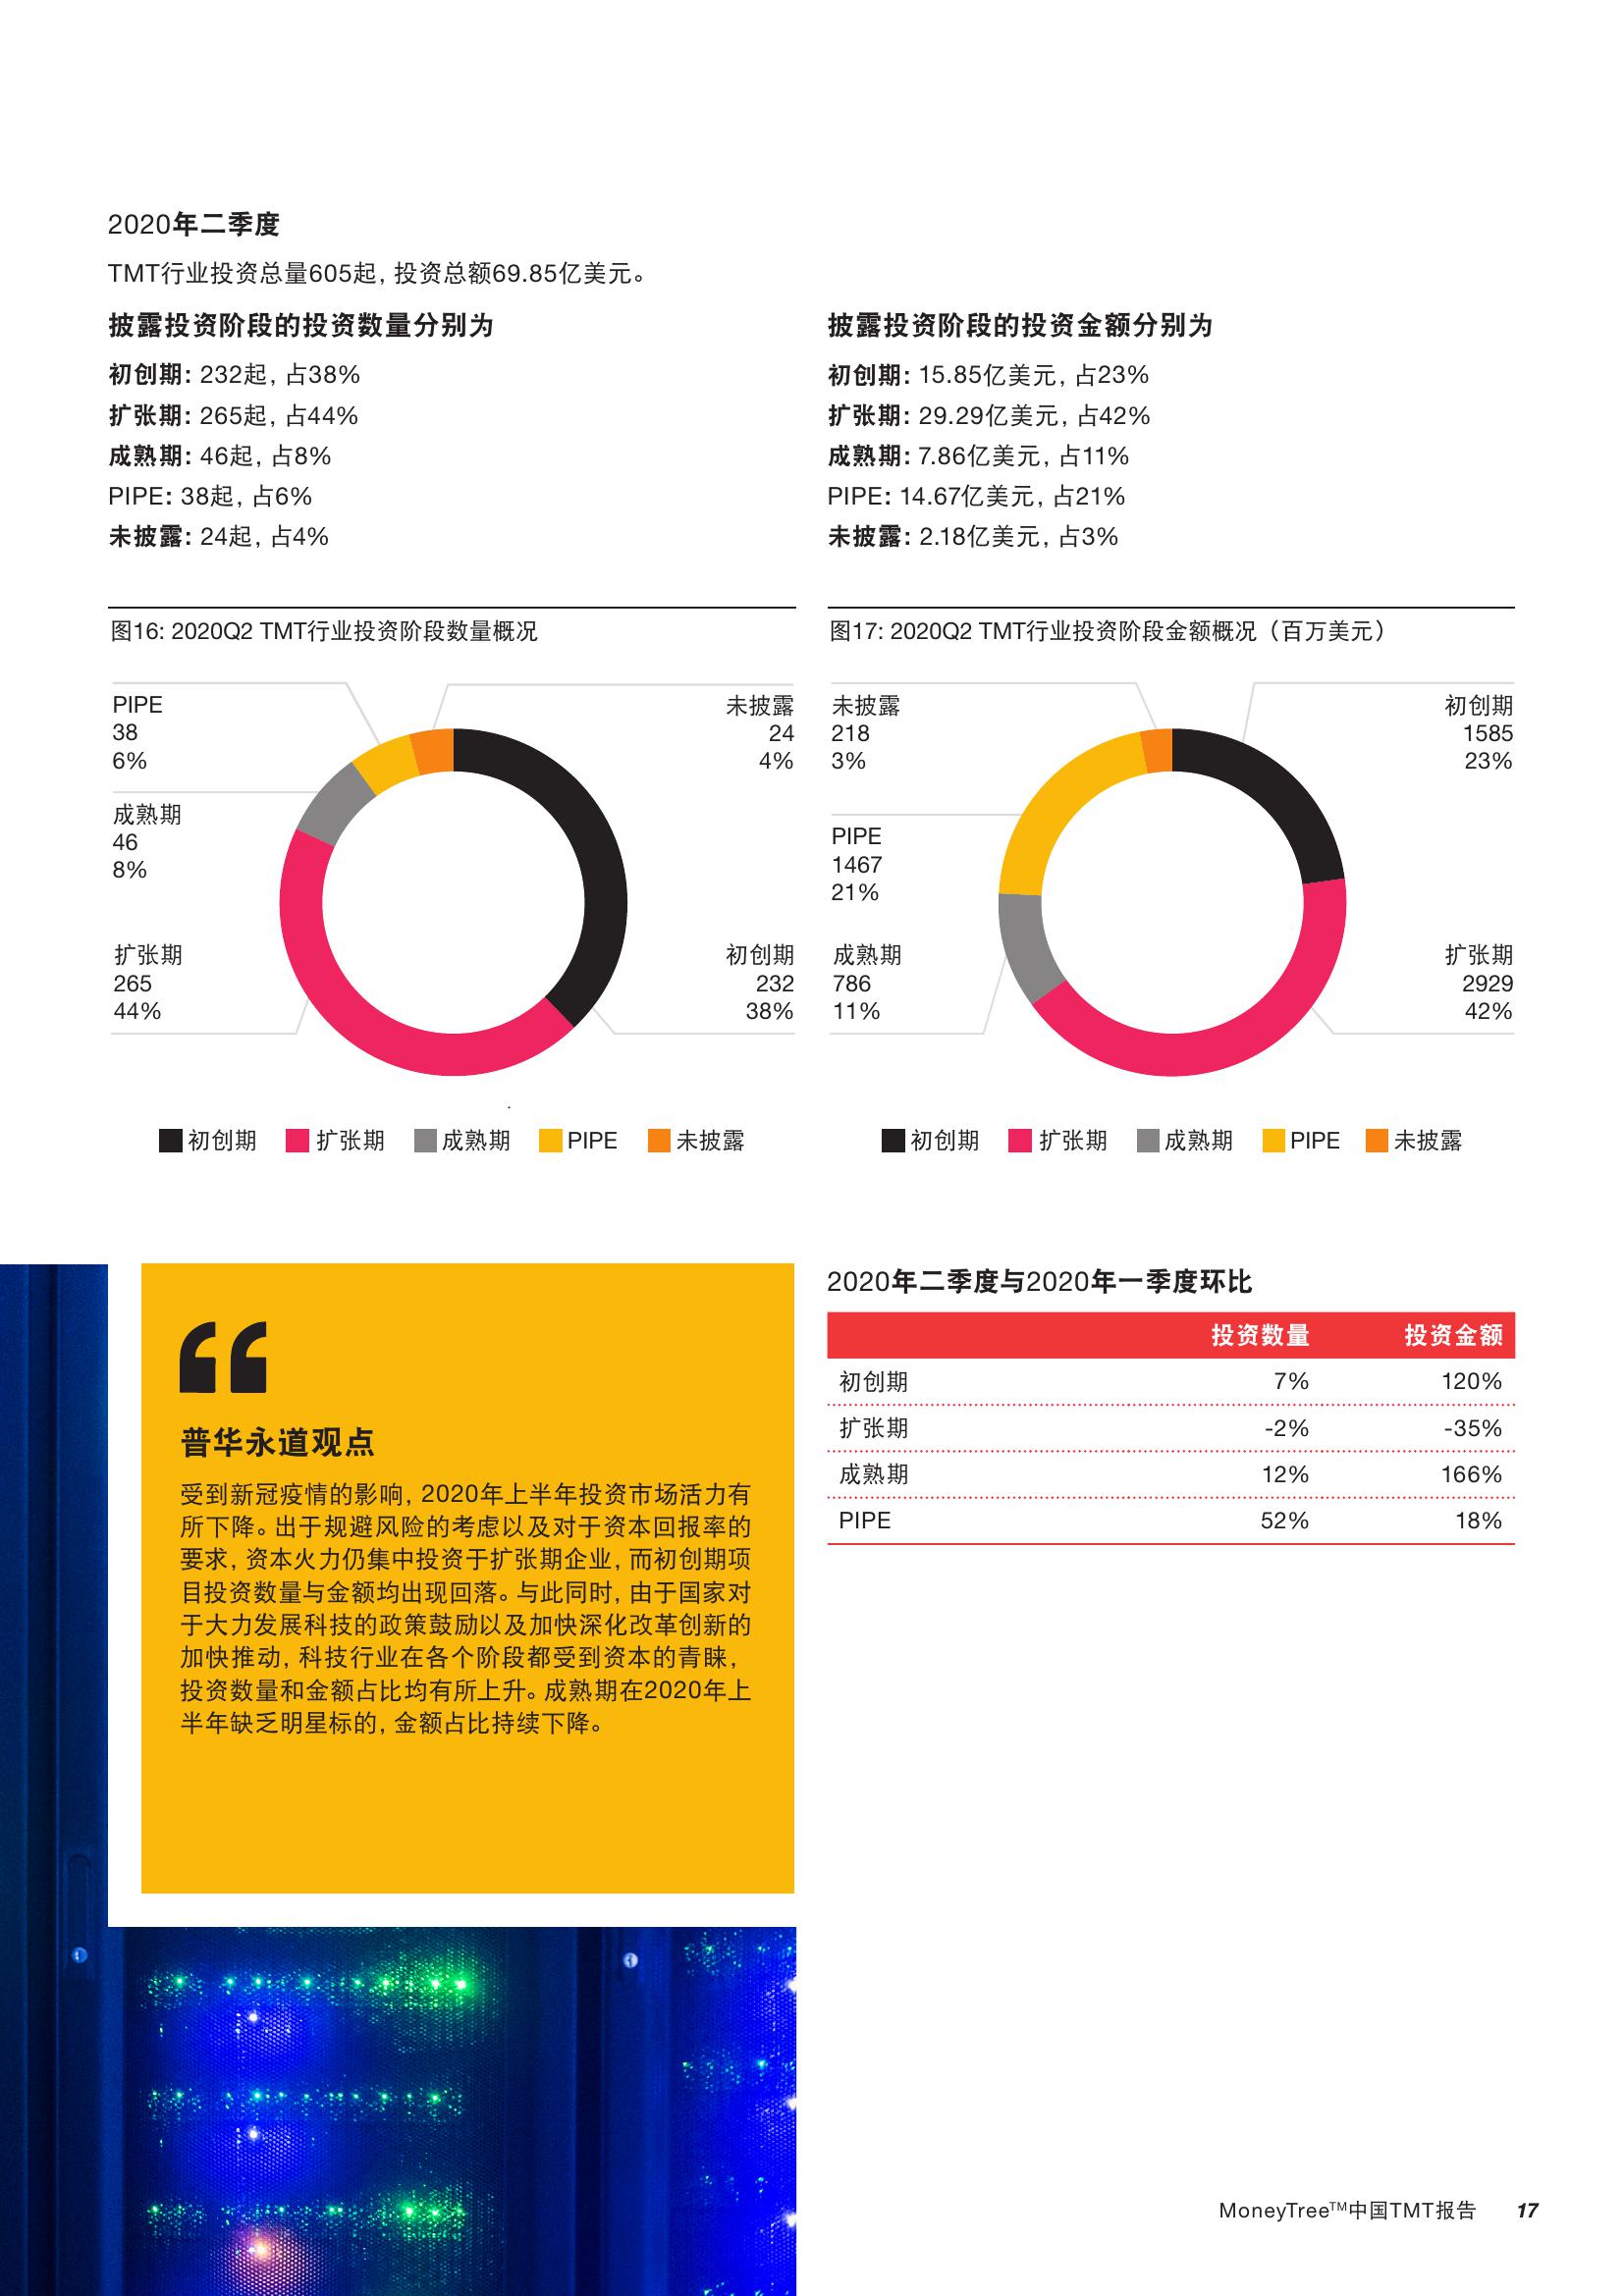 2020年二季度
TMT行业投资总量605起, 投资总额69.85亿美元。
披露投资阶段的投资数量分别为
初创期: 232起, 占38%
扩张期: 265起, 占44%
成熟期: 46起, 占8%
PIPE: 38起, 占6%
未披露: 24起, 占4%
披露投资阶段的投资金额分别为
初创期: 15.85亿美元, 占23%
扩张期: 29.29亿美元, 占42%
成熟期: 7.86亿美元, 占11%
PIPE: 14.67亿美元, 占21%
未披露: 2.18亿美元, 占3%
图16: 2020Q2 TMT行业投资阶段数量概况
PIPE
38
6%
未披露
24
4%
成熟期
46
8%
扩张期
265
44%
初创期
232
38%
初创期 扩张期 成熟期 PIPE 未披露
图17: 2020Q2 TMT行业投资阶段金额概况（百万美元）
未披露
218
3%
初创期
1585
23%
PIPE
1467
21%
成熟期
786
11%
扩张期
2929
42%
初创期 扩张期 成熟期 PIPE 未披露
“
普华永道观点
受到新冠疫情的影响, 2020年上半年投资市场活力有
所下降。出于规避风险的考虑以及对于资本回报率的
要求, 资本火力仍集中投资于扩张期企业, 而初创期项
目投资数量与金额均出现回落。与此同时, 由于国家对
于大力发展科技的政策鼓励以及加快深化改革创新的
加快推动, 科技行业在各个阶段都受到资本的青睐,
投资数量和金额占比均有所上升。成熟期在2020年上
半年缺乏明星标的, 金额占比持续下降。
2020年二季度与2020年一季度环比
投资数量 投资金额
初创期 7% 120%
扩张期 -2% -35%
成熟期 12% 166%
PIPE 52% 18%
MoneyTree™中国TMT报告 17